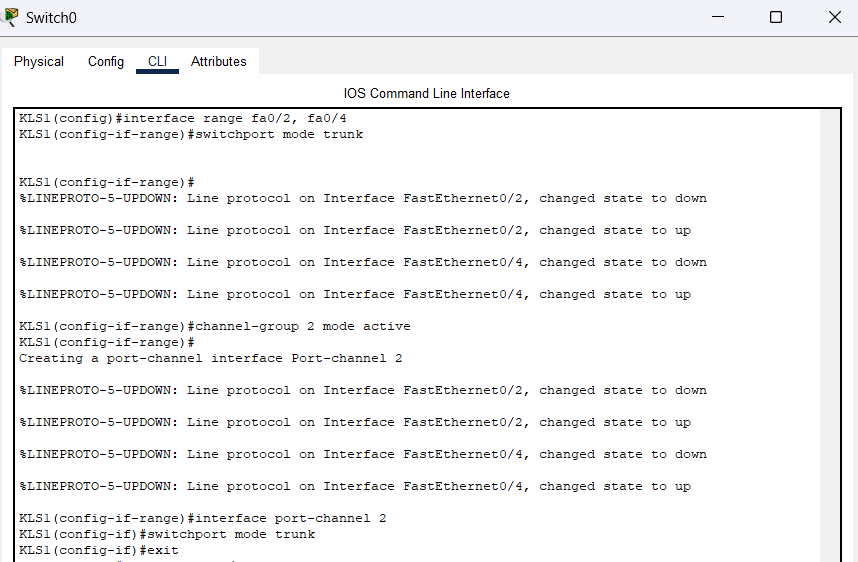 Switch0
Physical Config CLI Attributes
IOS Command Line Interface
KLS1(config)#interface range fa0/2, fa0/4
KLS1(config-if-range)#switchport mode trunk
KLS1(config-if-range)#
%LINEPROTO-5-UPDOWN: Line protocol on Interface FastEthernet0/2, changed state to down
%LINEPROTO-5-UPDOWN: Line protocol on Interface FastEthernet0/2, changed state to up
%LINEPROTO-5-UPDOWN: Line protocol on Interface FastEthernet0/4, changed state to down
%LINEPROTO-5-UPDOWN: Line protocol on Interface FastEthernet0/4, changed state to up
KLS1(config-if-range)#channel-group 2 mode active
KLS1(config-if-range)#
Creating a port-channel interface Port-channel 2
%LINEPROTO-5-UPDOWN: Line protocol on Interface FastEthernet0/2, changed state to down
%LINEPROTO-5-UPDOWN: Line protocol on Interface FastEthernet0/2, changed state to up
%LINEPROTO-5-UPDOWN: Line protocol on Interface FastEthernet0/4, changed state to down
%LINEPROTO-5-UPDOWN: Line protocol on Interface FastEthernet0/4, changed state to up
KLS1(config-if-range)#interface port-channel 2
KLS1(config-if)#switchport mode trunk
KLS1(config-if)#exit